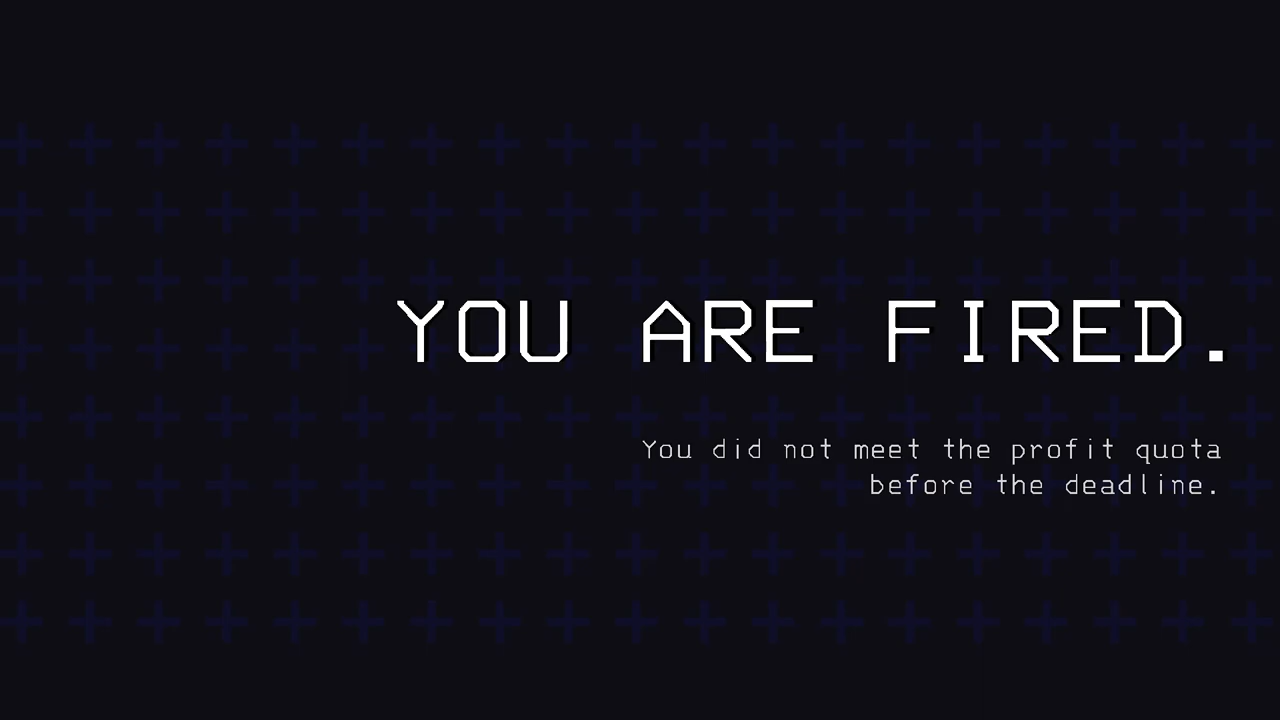 YOU ARE FIRED.
You did not meet the profit quota
before the deadline.